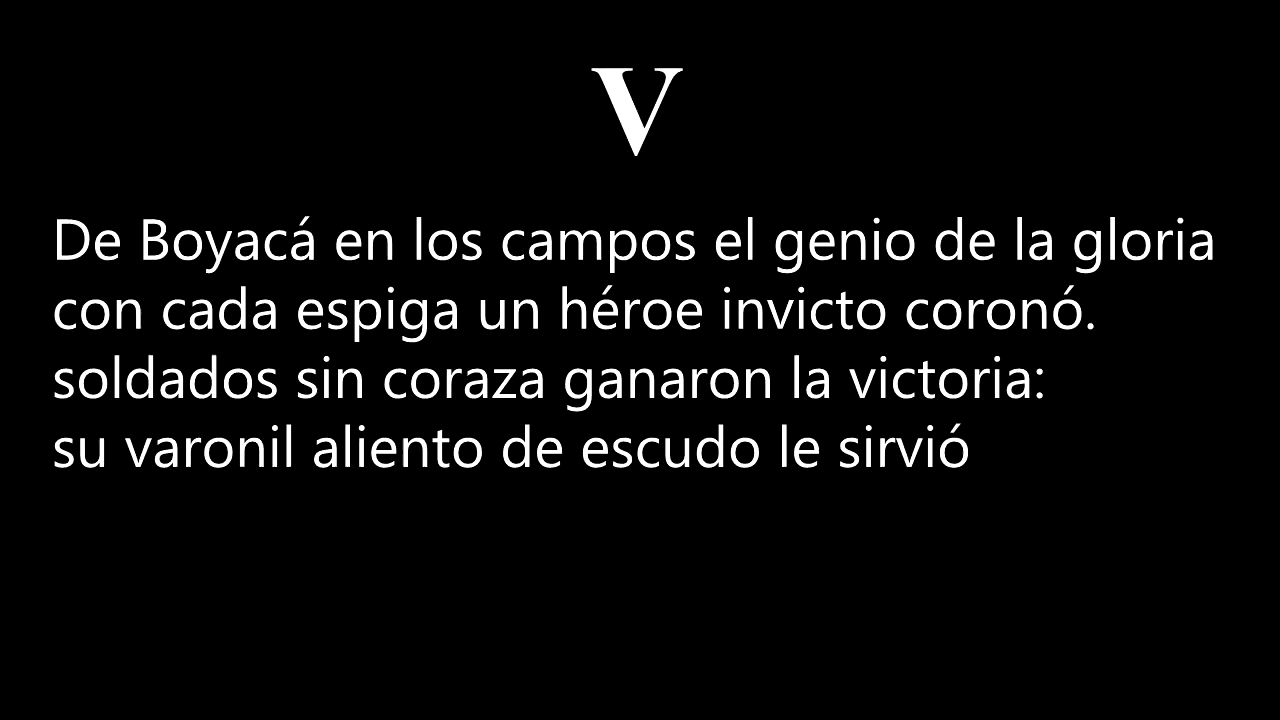 V
De Boyacá en los campos el genio de la gloria
con cada espiga un héroe invicto coronó.
soldados sin coraza ganaron la victoria:
su varonil aliento de escudo le sirvió